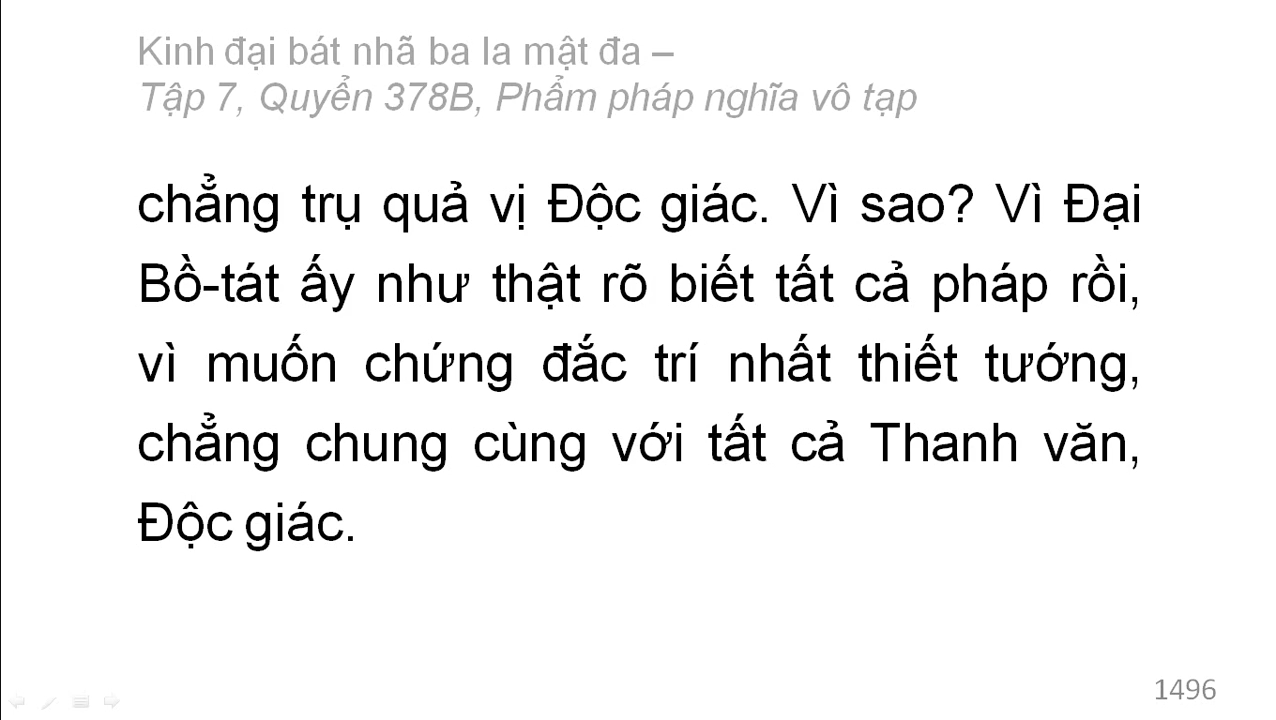 Kinh đại bát nhã ba la mật đa –
Tập 7, Quyển 378B, Phẩm pháp nghĩa vô tạp
chẳng trụ quả vị Độc giác. Vì sao? Vì Đại
Bồ-tát ấy như thật rõ biết tất cả pháp rồi,
vì muốn chứng đắc trí nhất thiết tướng,
chẳng chung cùng với tất cả Thanh văn,
Độc giác.
1496